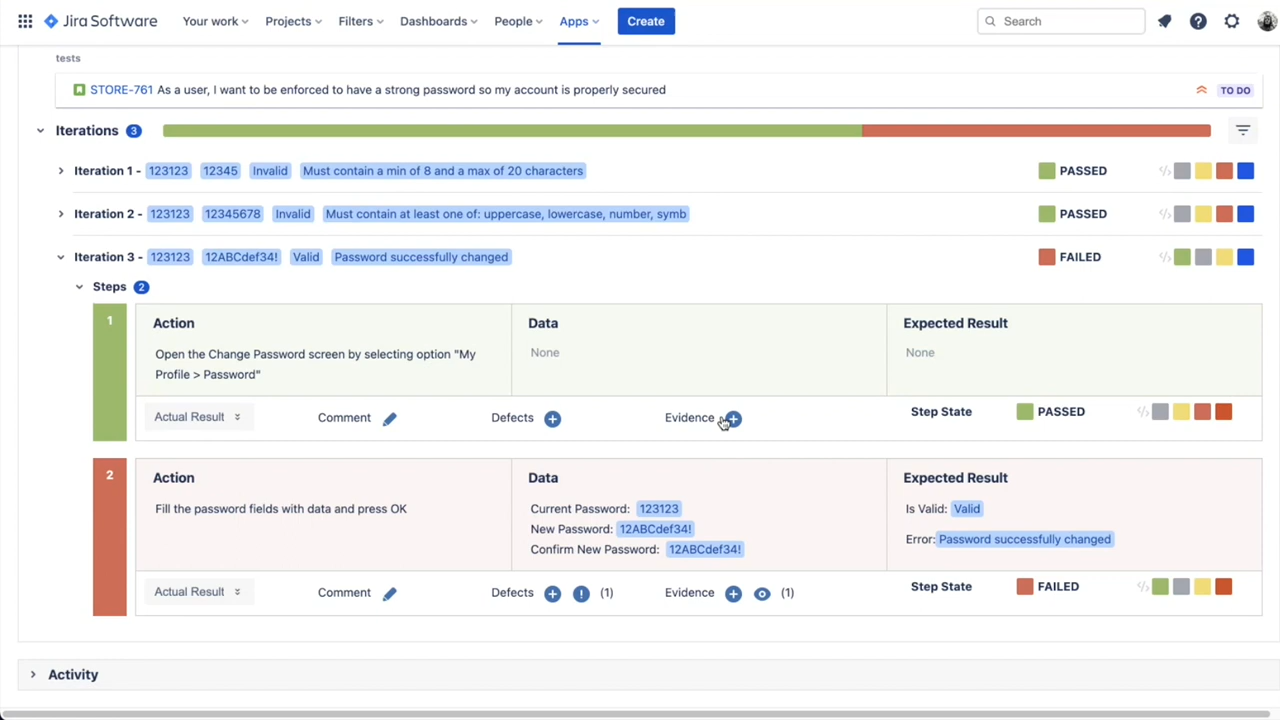 Jira Software Your work Projects Filters Dashboards People Apps Create Search
tests
STORE-761 As a user, I want to be enforced to have a strong password so my account is properly secured TO DO
Iterations 3
Iteration 1 - 123123 12345 Invalid Must contain a min of 8 and a max of 20 characters PASSED </>
Iteration 2 - 123123 12345678 Invalid Must contain at least one of: uppercase, lowercase, number, symb PASSED </>
Iteration 3 - 123123 12ABCdef34! Valid Password successfully changed FAILED </>
Steps 2
1 Action Data Expected Result
Open the Change Password screen by selecting option "My None None
Profile > Password"
Actual Result Comment Defects Evidence Step State PASSED </>
2 Action Data Expected Result
Fill the password fields with data and press OK Current Password: 123123 Is Valid: Valid
New Password: 12ABCdef34!
Error: Password successfully changed
Confirm New Password: 12ABCdef34!
Actual Result Comment Defects ! (1) Evidence (1) Step State FAILED </>
Activity